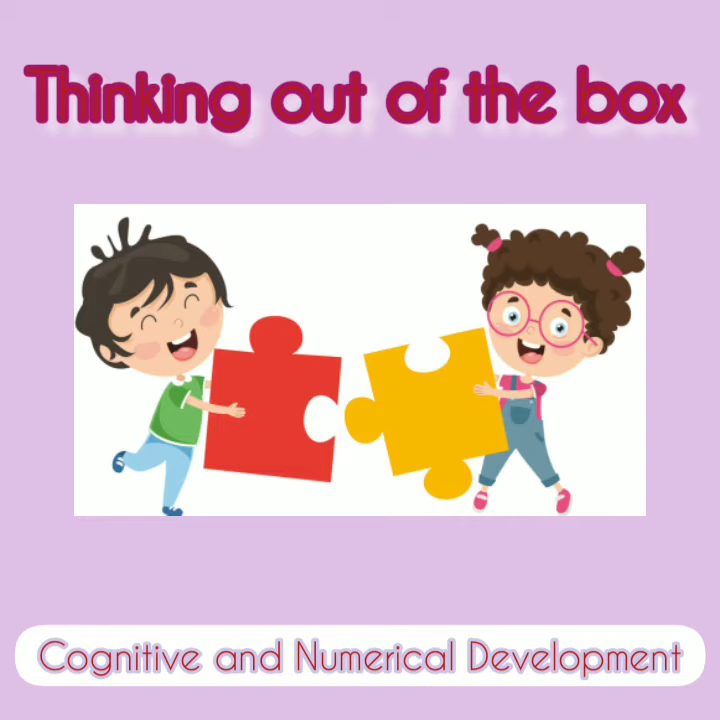 Thinking out of the box
Cognitive and Numerical Development